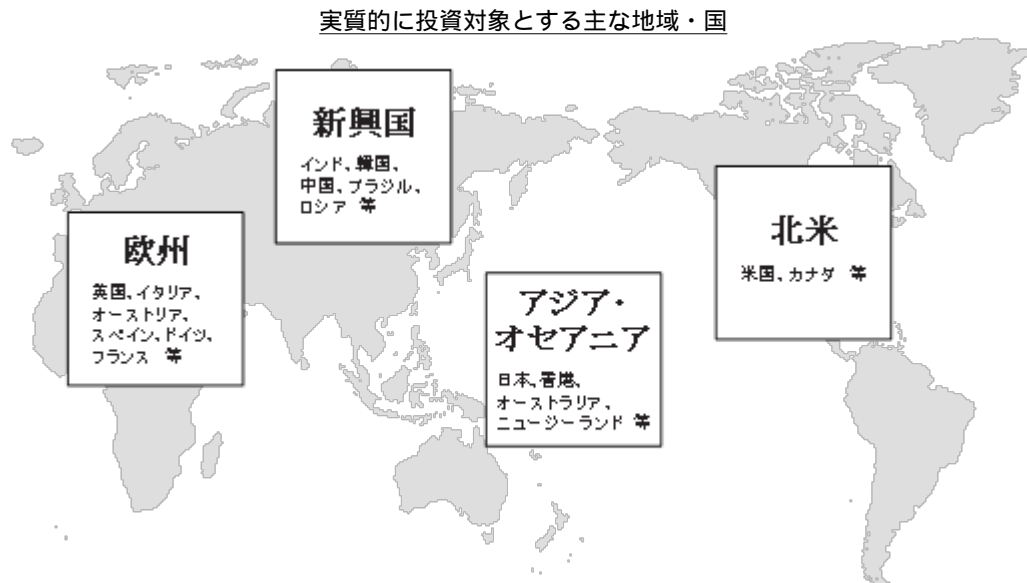 実質的に投資対象とする主な地域・国
新興国
インド、韓国、
中国、ブラジル、
ロシア 等
欧州
英国、イタリア、
オーストリア、
スペイン、ドイツ、
フランス 等
アジア・
オセアニア
日本、香港、
オーストラリア、
ニュージーランド 等
北米
米国、カナダ 等